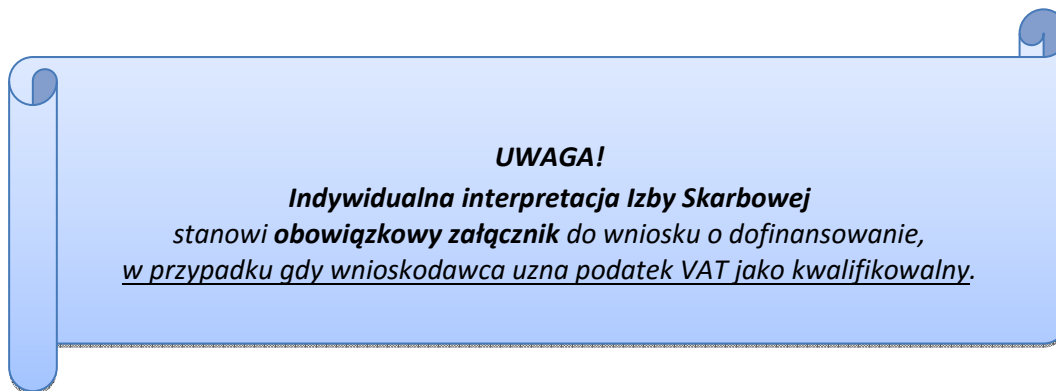 UWAGA!
Indywidualna interpretacja Izby Skarbowej
stanowi obowiązkowy załącznik do wniosku o dofinansowanie,
w przypadku gdy wnioskodawca uzna podatek VAT jako kwalifikowalny.